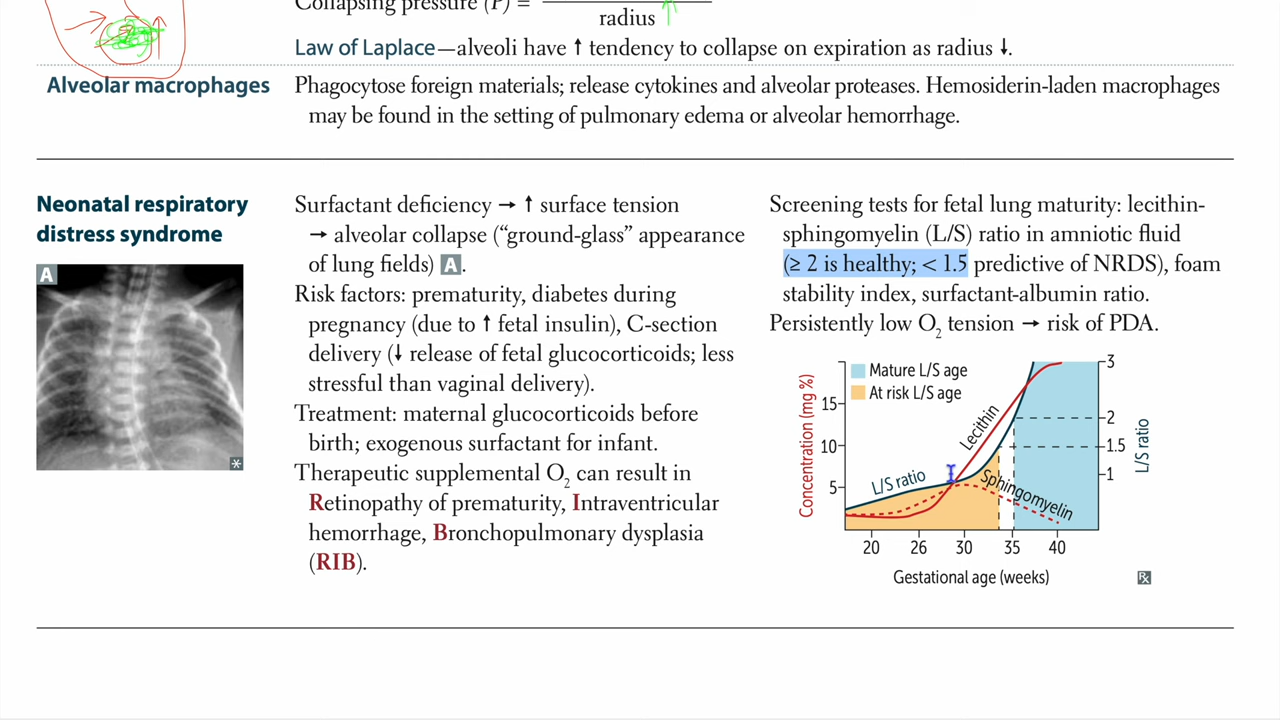 Collapsing pressure (P) =
radius ↑
Law of Laplace—alveoli have ↑ tendency to collapse on expiration as radius ↓.
Alveolar macrophages
Phagocytose foreign materials; release cytokines and alveolar proteases. Hemosiderin-laden macrophages
may be found in the setting of pulmonary edema or alveolar hemorrhage.
Neonatal respiratory
distress syndrome
A
Surfactant deficiency → ↑ surface tension
→ alveolar collapse (“ground-glass” appearance
of lung fields) A.
Risk factors: prematurity, diabetes during
pregnancy (due to ↑ fetal insulin), C-section
delivery (↓ release of fetal glucocorticoids; less
stressful than vaginal delivery).
Treatment: maternal glucocorticoids before
birth; exogenous surfactant for infant.
Therapeutic supplemental O₂ can result in
Retinopathy of prematurity, Intraventricular
hemorrhage, Bronchopulmonary dysplasia
(RIB).
Screening tests for fetal lung maturity: lecithin-
sphingomyelin (L/S) ratio in amniotic fluid
(≥ 2 is healthy; < 1.5 predictive of NRDS), foam
stability index, surfactant-albumin ratio.
Persistently low O₂ tension → risk of PDA.
Mature L/S age
At risk L/S age
Concentration (mg %)
15
10
5
L/S ratio
Lecithin
Sphingomyelin
3
2
1.5
1
L/S ratio
20 26 30 35 40
Gestational age (weeks)
Rx